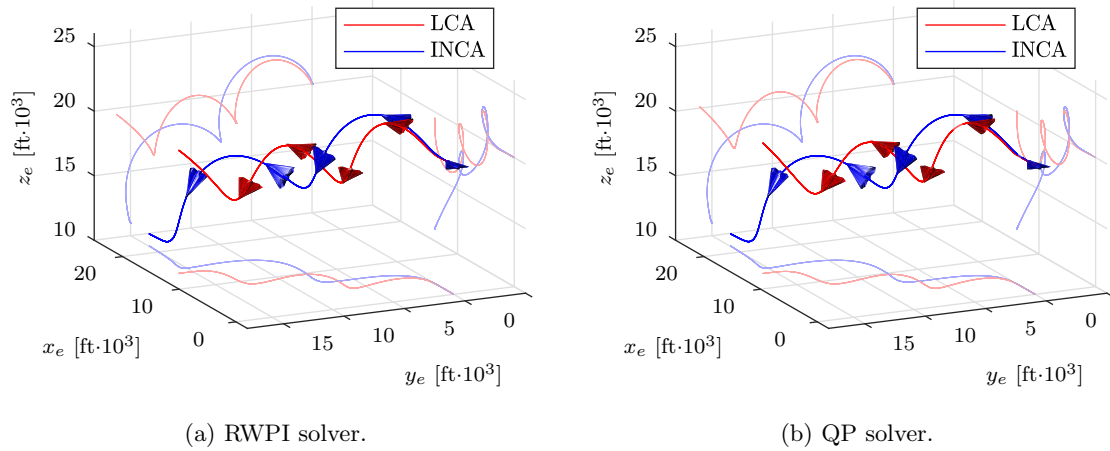 25
20
15
10
z_e [ft·10^3]
20
10
0
x_e [ft·10^3]
15
10
5
0
y_e [ft·10^3]
LCA
INCA
(a) RWPI solver.
25
20
15
10
z_e [ft·10^3]
20
10
0
x_e [ft·10^3]
15
10
5
0
y_e [ft·10^3]
LCA
INCA
(b) QP solver.